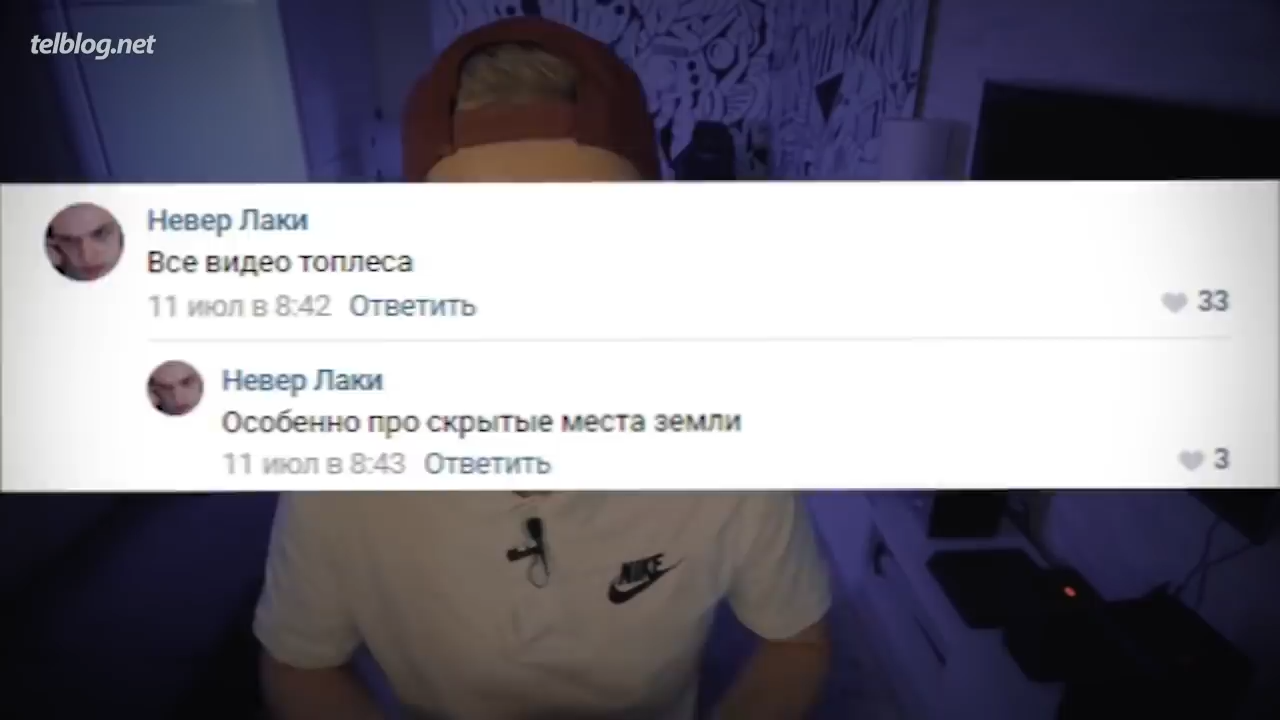 telblog.net
Невер Лаки
Все видео топлеса
11 июл в 8:42 Ответить
33
Невер Лаки
Особенно про скрытые места земли
11 июл в 8:43 Ответить
3
NIKE